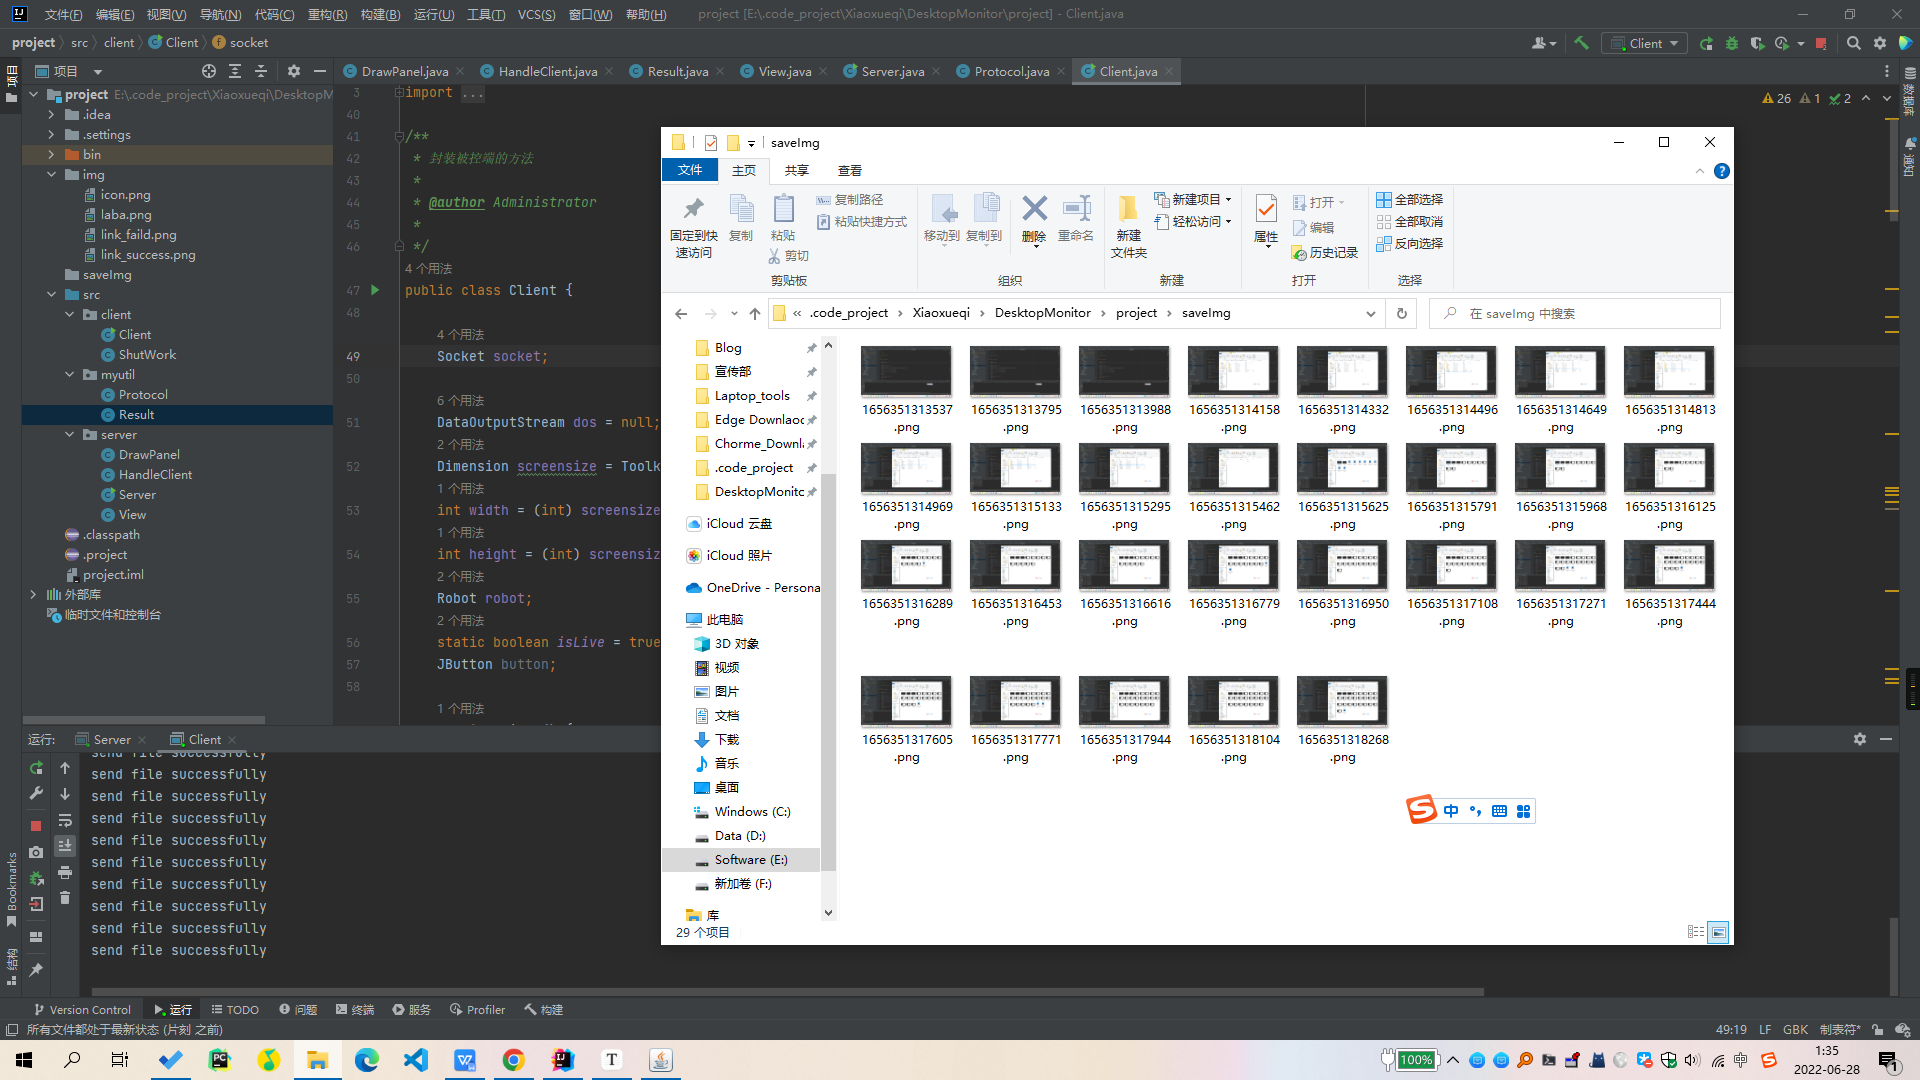 文件(F) 编辑(E) 视图(V) 导航(N) 代码(C) 重构(R) 构建(B) 运行(U) 工具(T) VCS(S) 窗口(W) 帮助(H) project [E:\.code_project\Xiaoxueqi\DesktopMonitor\project] - Client.java
project src client Client socket
Client
项目
DrawPanel.java HandleClient.java Result.java View.java Server.java Protocol.java Client.java
project E:\.code_project\Xiaoxueqi\DesktopM
.idea
.settings
bin
img
icon.png
laba.png
link_faild.png
link_success.png
saveImg
src
client
Client
ShutWork
myutil
Protocol
Result
server
DrawPanel
HandleClient
Server
View
.classpath
.project
project.iml
外部库
临时文件和控制台
项目
Bookmarks
结构
数据库
通知
26 1 2
3 import ...
40
41 /**
42 * 封装被控端的方法
43 *
44 * @author Administrator
45 *
46 */
4 个用法
47 public class Client {
48
4 个用法
49 Socket socket;
50
6 个用法
51 DataOutputStream dos = null;
2 个用法
52 Dimension screensize = Toolk
1 个用法
53 int width = (int) screensize
1 个用法
54 int height = (int) screensiz
2 个用法
55 Robot robot;
2 个用法
56 static boolean isLive = true
57 JButton button;
58
1 个用法
saveImg
文件 主页 共享 查看
固定到快
速访问
复制
粘贴
复制路径
粘贴快捷方式
剪切
剪贴板
移动到 复制到 删除 重命名
组织
新建
文件夹
新建项目
轻松访问
新建
属性
打开
编辑
历史记录
打开
全部选择
全部取消
反向选择
选择
« .code_project Xiaoxueqi DesktopMonitor project saveImg
在 saveImg 中搜索
Blog
宣传部
Laptop_tools
Edge Downlaoc
Chorme_Downl
.code_project
DesktopMonitc
iCloud 云盘
iCloud 照片
OneDrive - Persona
此电脑
3D 对象
视频
图片
文档
下载
音乐
桌面
Windows (C:)
Data (D:)
Software (E:)
新加卷 (F:)
库
29 个项目
1656351313537 1656351313795 1656351313988 1656351314158 1656351314332 1656351314496 1656351314649 1656351314813
.png .png .png .png .png .png .png .png
1656351314969 1656351315133 1656351315295 1656351315462 1656351315625 1656351315791 1656351315968 1656351316125
.png .png .png .png .png .png .png .png
1656351316289 1656351316453 1656351316616 1656351316779 1656351316950 1656351317108 1656351317271 1656351317444
.png .png .png .png .png .png .png .png
1656351317605 1656351317771 1656351317944 1656351318104 1656351318268
.png .png .png .png .png
中
运行: Server Client
send file successfully
send file successfully
send file successfully
send file successfully
send file successfully
send file successfully
send file successfully
send file successfully
send file successfully
send file successfully
Version Control 运行 TODO 问题 终端 服务 Profiler 构建
所有文件都处于最新状态 (片刻 之前)
49:19 LF GBK 制表符*
100%
中
1:35
2022-06-28
1